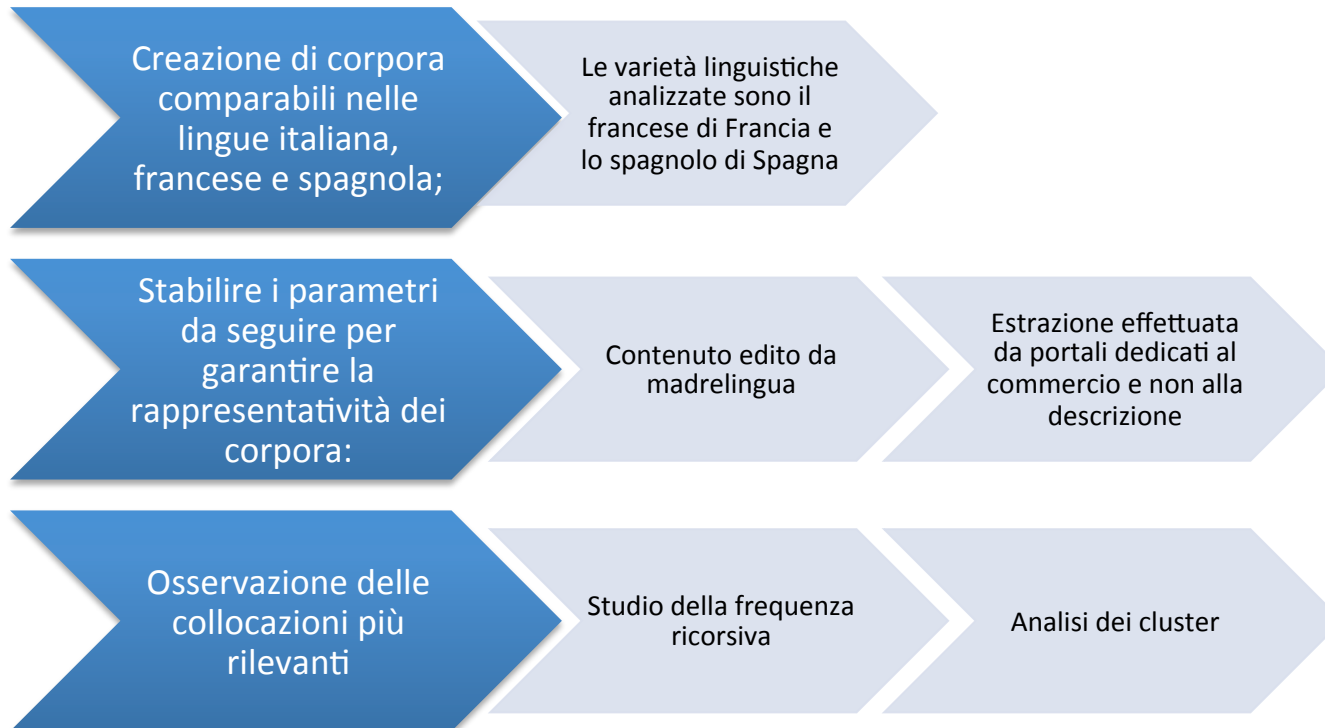 Creazione di corpora
comparabili nelle
lingue italiana,
francese e spagnola;
Le varietà linguistiche
analizzate sono il
francese di Francia e
lo spagnolo di Spagna
Stabilire i parametri
da seguire per
garantire la
rappresentatività dei
corpora:
Contenuto edito da
madrelingua
Estrazione effettuata
da portali dedicati al
commercio e non alla
descrizione
Osservazione delle
collocazioni più
rilevanti
Studio della frequenza
ricorsiva
Analisi dei cluster